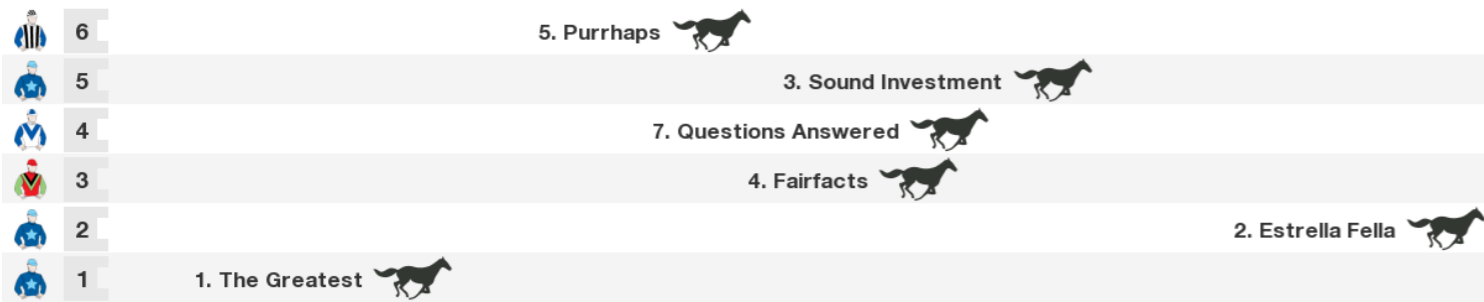 6 5. Purrhaps
5 3. Sound Investment
4 7. Questions Answered
3 4. Fairfacts
2 2. Estrella Fella
1 1. The Greatest